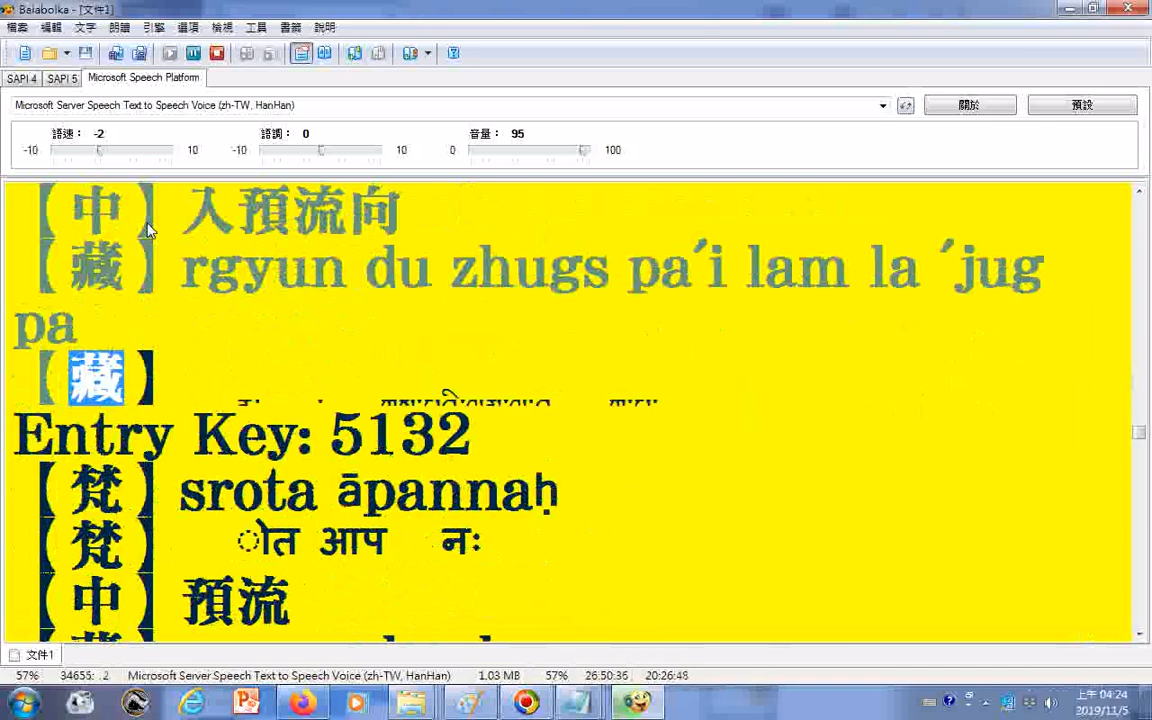 Balabolka - [文件1]
檔案 編輯 文字 朗讀 引擎 選項 檢視 工具 書籤 說明
SAPI 4 SAPI 5 Microsoft Speech Platform
Microsoft Server Speech Text to Speech Voice (zh-TW, HanHan) 關於 預設
語速： -2 語調： 0 音量： 95
-10 10 -10 10 0 100
【中】 入預流向
【藏】 rgyun du zhugs pa'i lam la 'jug
pa
【藏】
Entry Key: 5132
【梵】 srota āpannaḥ
【梵】 ोत आप नः
【中】 預流
文件1
57% 34655: .2 Microsoft Server Speech Text to Speech Voice (zh-TW, HanHan) 1.03 MB 57% 26:50:36 20:26:48
上午 04:24
2019/11/5